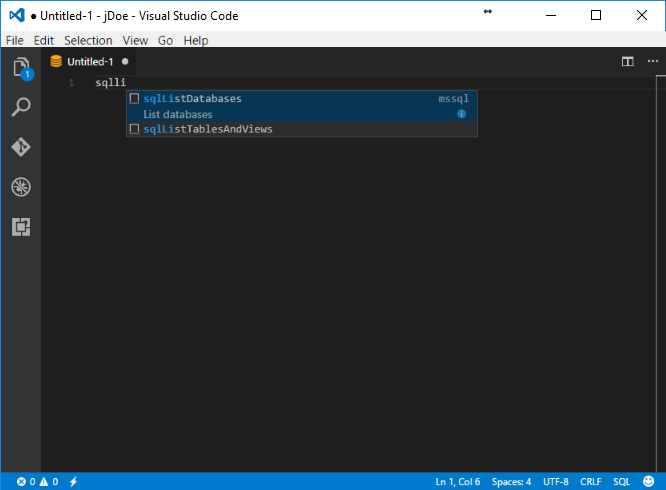 ● Untitled-1 - jDoe - Visual Studio Code
File Edit Selection View Go Help
1 Untitled-1 ●
1 sqlli
sqlListDatabases mssql
List databases
sqlListTablesAndViews
0 0 Ln 1, Col 6 Spaces: 4 UTF-8 CRLF SQL